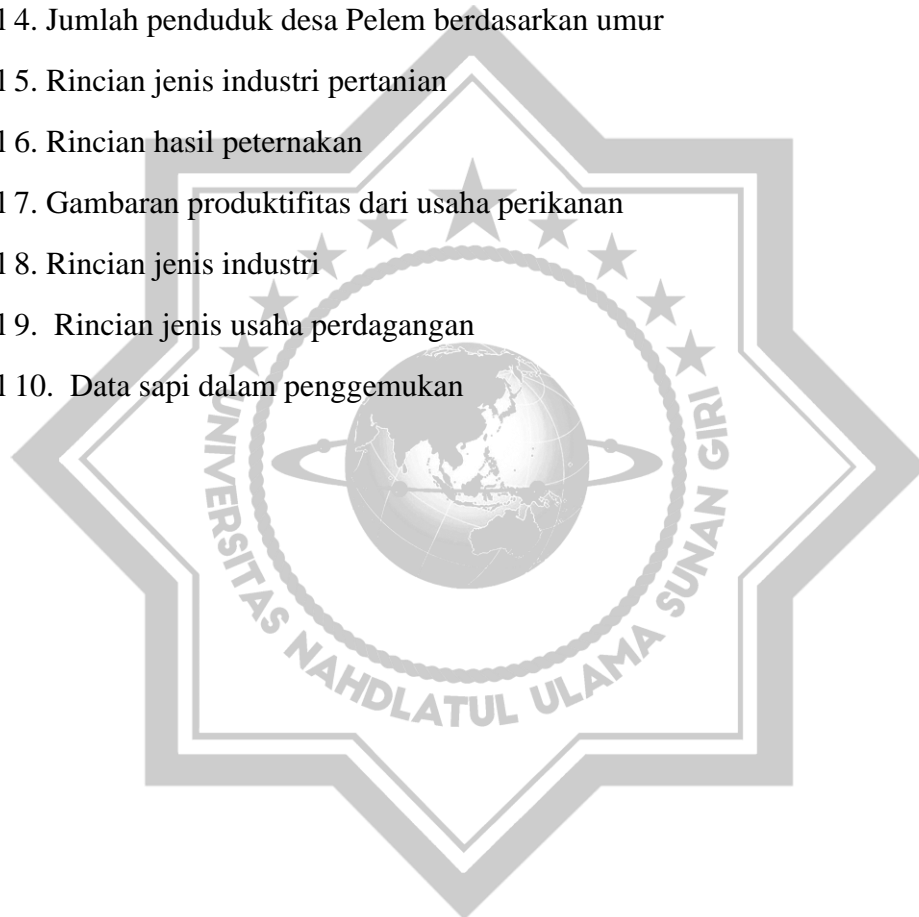 l 4. Jumlah penduduk desa Pelem berdasarkan umur
l 5. Rincian jenis industri pertanian
l 6. Rincian hasil peternakan
l 7. Gambaran produktifitas dari usaha perikanan
l 8. Rincian jenis industri
l 9. Rincian jenis usaha perdagangan
l 10. Data sapi dalam penggemukan
UNIVERSITAS NAHDLATUL ULAMA SUNAN GIRI